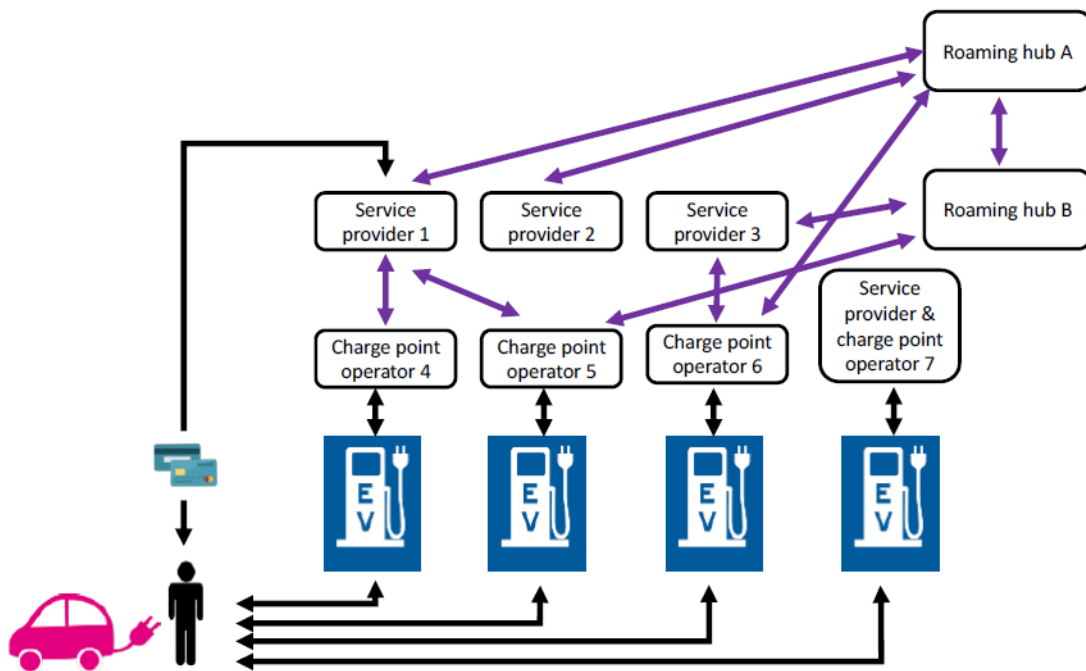 Roaming hub A
Service
provider 1
Service
provider 2
Service
provider 3
Roaming hub B
Service
provider &
charge point
operator 7
Charge point
operator 4
Charge point
operator 5
Charge point
operator 6
E
V
E
V
E
V
E
V